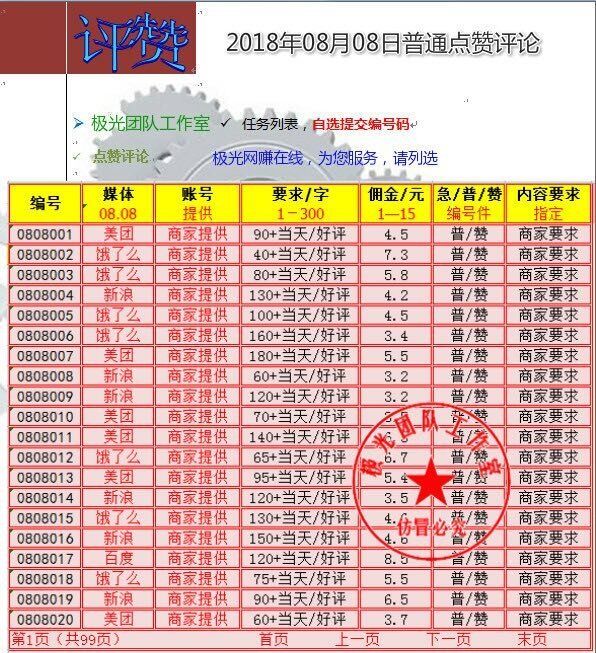 评赞
2018年08月08日普通点赞评论
极光团队工作室 ✓ 任务列表，自选提交编号码
✓ 点赞评论。 极光网赚在线，为您服务，请列选
编号 媒体 账号 要求/字 佣金/元 急/普/赞 内容要求
08.08 提供 1－300 1—15 编号件 指定
0808001 美团 商家提供 90+当天/好评 4.5 普/赞 商家要求
0808002 饿了么 商家提供 40+当天/好评 7.3 普/赞 商家要求
0808003 饿了么 商家提供 80+当天/好评 5.8 普/赞 商家要求
0808004 新浪 商家提供 130+当天/好评 4.2 普/赞 商家要求
0808005 饿了么 商家提供 100+当天/好评 4.5 普/赞 商家要求
0808006 饿了么 商家提供 160+当天/好评 3.4 普/赞 商家要求
0808007 美团 商家提供 180+当天/好评 5.5 普/赞 商家要求
0808008 新浪 商家提供 60+当天/好评 3.2 普/赞 商家要求
0808009 新浪 商家提供 120+当天/好评 3.2 普/赞 商家要求
0808010 美团 商家提供 70+当天/好评 普/赞 商家要求
0808011 美团 商家提供 140+当天/好评 普/赞 商家要求
0808012 饿了么 商家提供 65+当天/好评 6.7 普/赞 商家要求
0808013 美团 商家提供 95+当天/好评 5.4 普/赞 商家要求
0808014 新浪 商家提供 120+当天/好评 3.5 普/赞 商家要求
0808015 饿了么 商家提供 130+当天/好评 普/赞 商家要求
0808016 新浪 商家提供 150+当天/好评 普/赞 商家要求
0808017 百度 商家提供 120+当天/好评 8.5 普/赞 商家要求
0808018 饿了么 商家提供 75+当天/好评 5.5 普/赞 商家要求
0808019 新浪 商家提供 90+当天/好评 6.5 普/赞 商家要求
0808020 美团 商家提供 60+当天/好评 3.7 普/赞 商家要求
极光团队工作室
仿冒必究
第1页（共99页） 首页 上一页 下一页 末页